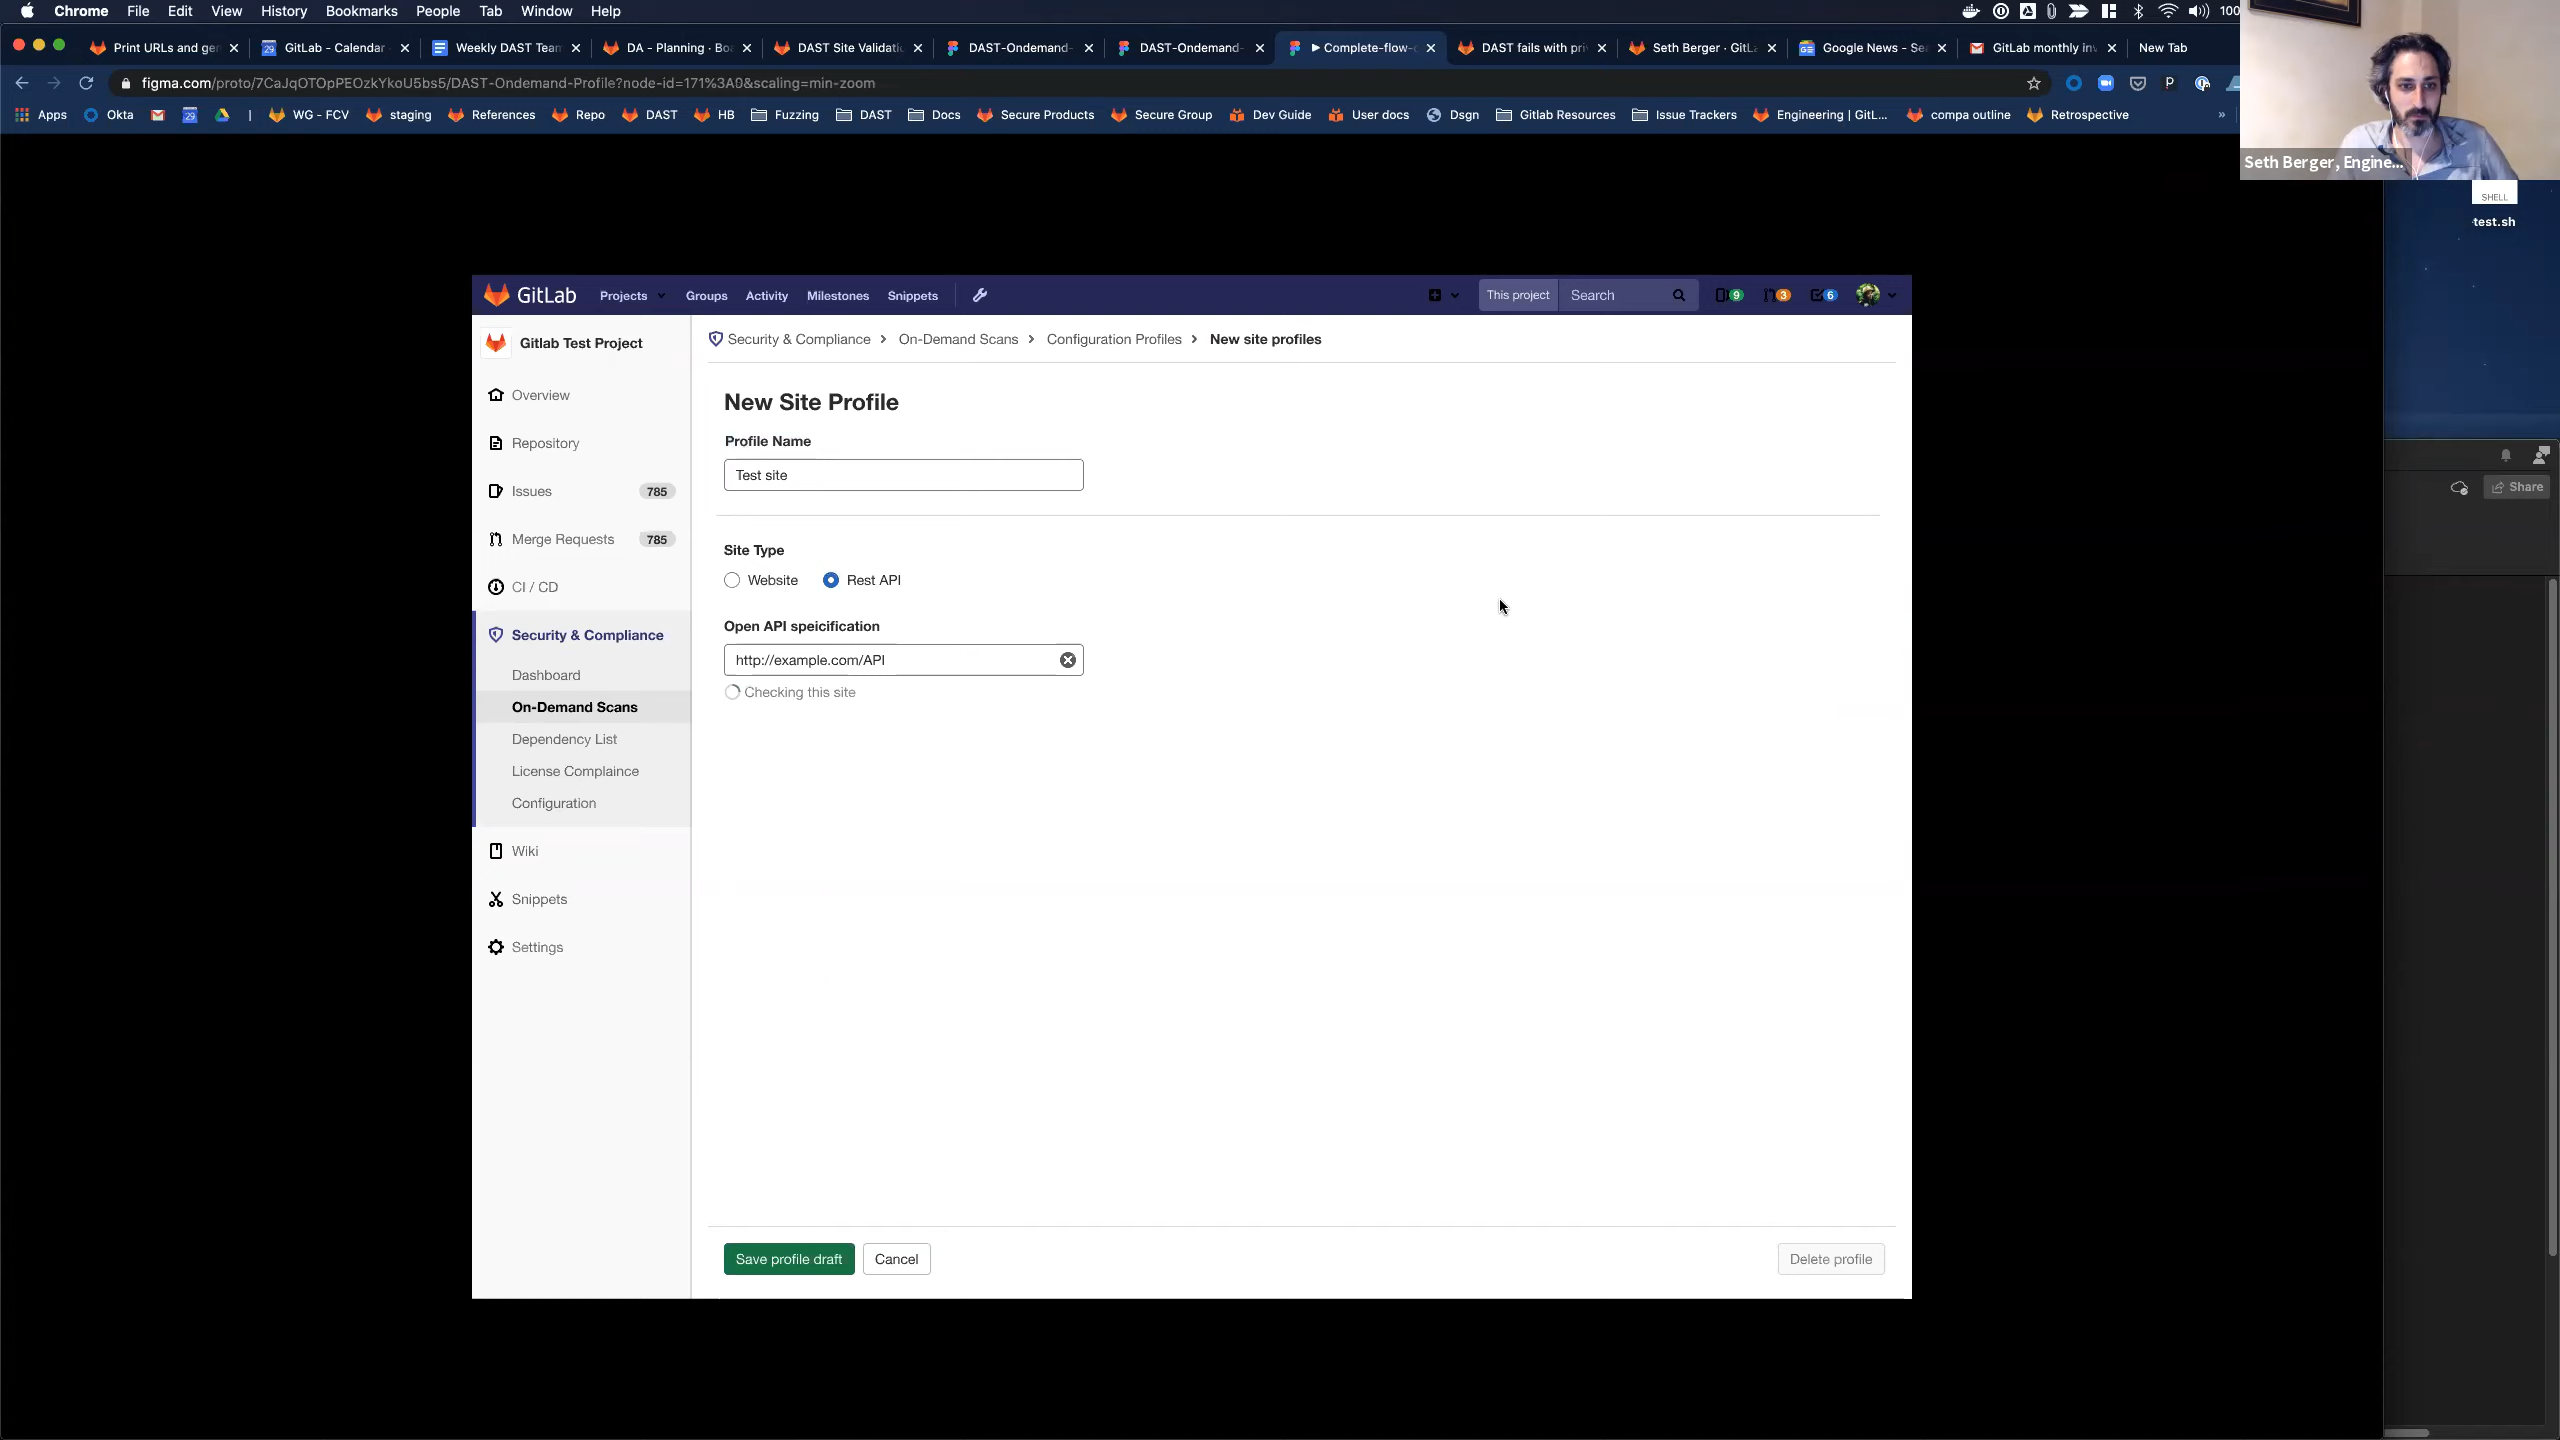 Chrome File Edit View History Bookmarks People Tab Window Help
Print URLs and ge
GitLab - Calendar
Weekly DAST Team
DA - Planning · Bo
DAST Site Validati
DAST-Ondemand-
DAST-Ondemand-
Complete-flow-
DAST fails with pri
Seth Berger · GitL
Google News - Se
GitLab monthly in
New Tab
figma.com/proto/7CaJqOTOpPEOzkYkoU5bs5/DAST-Ondemand-Profile?node-id=171%3A0&scaling=min-zoom
Apps Okta | WG - FCV staging References Repo DAST HB Fuzzing DAST Docs Secure Products Secure Group Dev Guide User docs Dsgn Gitlab Resources Issue Trackers Engineering | GitL... compa outline Retrospective »
Seth Berger, Engine...
SHELL
test.sh
Share
GitLab Projects Groups Activity Milestones Snippets This project Search 9 3 6
Gitlab Test Project
Overview
Repository
Issues 785
Merge Requests 785
CI / CD
Security & Compliance
Dashboard
On-Demand Scans
Dependency List
License Complaince
Configuration
Wiki
Snippets
Settings
Security & Compliance > On-Demand Scans > Configuration Profiles > New site profiles
New Site Profile
Profile Name
Test site
Site Type
Website Rest API
Open API speicification
http://example.com/API
Checking this site
Save profile draft Cancel Delete profile